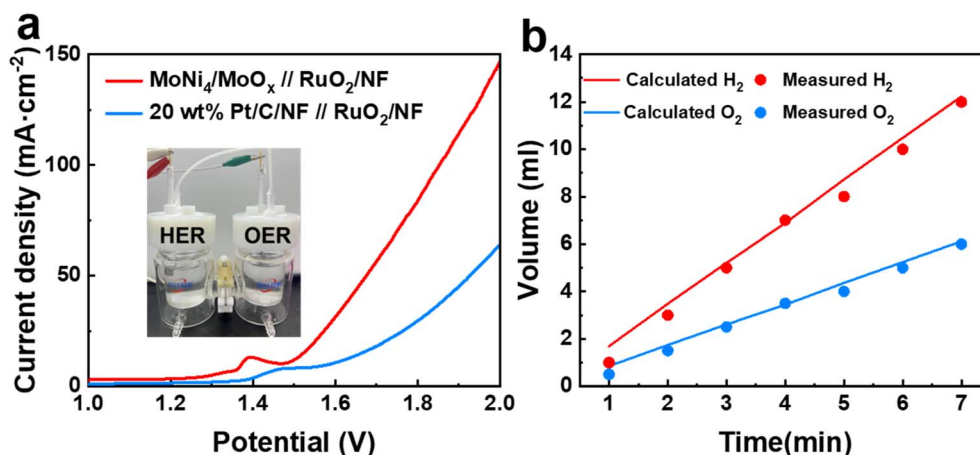 a
Current density (mA·cm⁻²)
150
100
50
0
MoNi₄/MoOₓ // RuO₂/NF
20 wt% Pt/C/NF // RuO₂/NF
HER
OER
1.0
1.2
1.4
1.6
1.8
2.0
Potential (V)
b
Volume (ml)
14
12
10
8
6
4
2
0
Calculated H₂
Measured H₂
Calculated O₂
Measured O₂
1
2
3
4
5
6
7
Time(min)